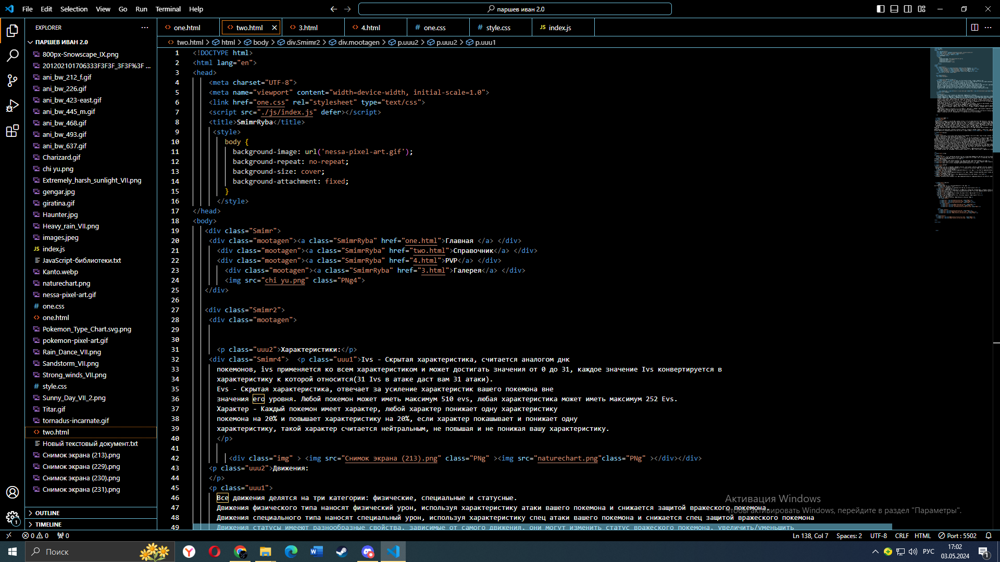 File Edit Selection View Go Run Terminal Help
паршев иван 2.0
EXPLORER
one.html two.html 3.html 4.html one.css style.css index.js
ПАРШЕВ ИВАН 2.0
two.html > html > body > div.Smimr2 > div.mootagen > p.uuu2 > p.uuu2 > p.uuu1
800px-Snowscape_IX.png
201202101706333F3F3F_3F3F%3F ...
ani_bw_212_f.gif
ani_bw_226.gif
ani_bw_423-east.gif
ani_bw_445_m.gif
ani_bw_468.gif
ani_bw_493.gif
ani_bw_637.gif
Charizard.gif
chi yu.png
Extremely_harsh_sunlight_VII.png
gengar.jpg
giratina.gif
Haunter.jpg
Heavy_rain_VII.png
images.jpeg
JS index.js
JavaScript-библиотеки.txt
Kanto.webp
naturechart.png
nessa-pixel-art.gif
# one.css
one.html
Pokemon_Type_Chart.svg.png
pokemon-pixel-art.gif
Rain_Dance_VII.png
Sandstorm_VII.png
Strong_winds_VII.png
# style.css
Sunny_Day_VII_2.png
Titar.gif
tornadus-incarnate.gif
two.html
Новый текстовый документ.txt
Снимок экрана (213).png
Снимок экрана (229).png
Снимок экрана (230).png
Снимок экрана (231).png
OUTLINE
TIMELINE
1 <!DOCTYPE html>
2 <html lang="en">
3 <head>
4 <meta charset="UTF-8">
5 <meta name="viewport" content="width=device-width, initial-scale=1.0">
6 <link href="one.css" rel="stylesheet" type="text/css">
7 <script src="./js/index.js" defer></script>
8 <title>SmimrRyba</title>
9 <style>
10 body {
11 background-image: url('nessa-pixel-art.gif');
12 background-repeat: no-repeat;
13 background-size: cover;
14 background-attachment: fixed;
15 }
16 </style>
17 </head>
18 <body>
19 <div class="Smimr">
20 <div class="mootagen"><a class="SmimrRyba" href="one.html">Главная </a> </div>
21 <div class="mootagen"><a class="SmimrRyba" href="two.html">Справочник</a> </div>
22 <div class="mootagen"><a class="SmimrRyba" href="4.html">PVP</a> </div>
23 <div class="mootagen"><a class="SmimrRyba" href="3.html">Галерея</a> </div>
24 <img src="chi yu.png" class="PNg4">
25 </div>
26
27 <div class="Smimr2">
28 <div class="mootagen">
29
30
31 <p class="uuu2">Характеристики:</p>
32 <div class="Smimr4"> <p class="uuu1">Ivs - Скрытая характеристика, считается аналогом днк
33 покемонов, ivs применяется ко всем характеристиком и может достигать значения от 0 до 31, каждое значение Ivs конвертируется в
34 характеристику к которой относится(31 Ivs в атаке даст вам 31 атаки).
35 Evs - Скрытая характеристика, отвечает за усиление характеристик вашего покемона вне
36 значения его уровня. Любой покемон может иметь максимум 510 evs, любая характеристика может иметь максимум 252 Evs.
37 Характер - Каждый покемон имеет характер, любой характер понижает одну характеристику
38 покемона на 20% и повышает характеристику на 20%, если характер покашывает и понижает одну
39 характеристику, такой характер считается нейтральным, не повышая и не понижая вашу характеристику.
40 </p>
41
42 <div class="img" > <img src="Снимок экрана (213).png" class="PNg" ><img src="naturechart.png"class="PNg" ></div></div>
43 <p class="uuu2">Движения:
44 </p>
45 <p class="uuu1">
46 Все движения делятся на три категории: физические, специальные и статусные.
47 Движения физического типа наносят физический урон, используя характеристику атаки вашего покемона и снижается защитой вражеского покемона.
48 Движения специального типа наносят специальный урон, используя характеристику спец атаки вашего покемона и снижается спец защитой вражеского покемона
49 Движения статусы имееют разнообразные свойства, зависимые от самого движения, они могут изменить статус вражеского покемона, увеличить/уменьшить
Активация Windows
Чтобы активировать Windows, перейдите в раздел "Параметры".
0 0 0 Ln 138, Col 7 Spaces: 2 UTF-8 CRLF HTML Port : 5502
Поиск
РУС 17:02
03.05.2024